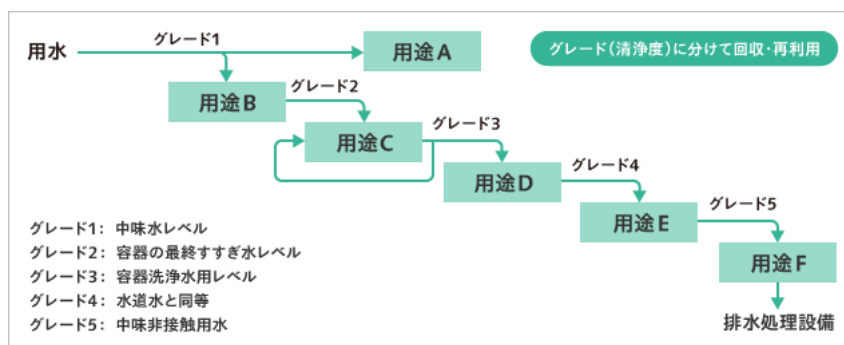 グレード(清浄度)に分けて回収・再利用
用水
グレード1
用途A
用途B
グレード2
用途C
グレード3
用途D
グレード4
用途E
グレード5
用途F
排水処理設備
グレード1: 中味水レベル
グレード2: 容器の最終すすぎ水レベル
グレード3: 容器洗浄水用レベル
グレード4: 水道水と同等
グレード5: 中味非接触用水